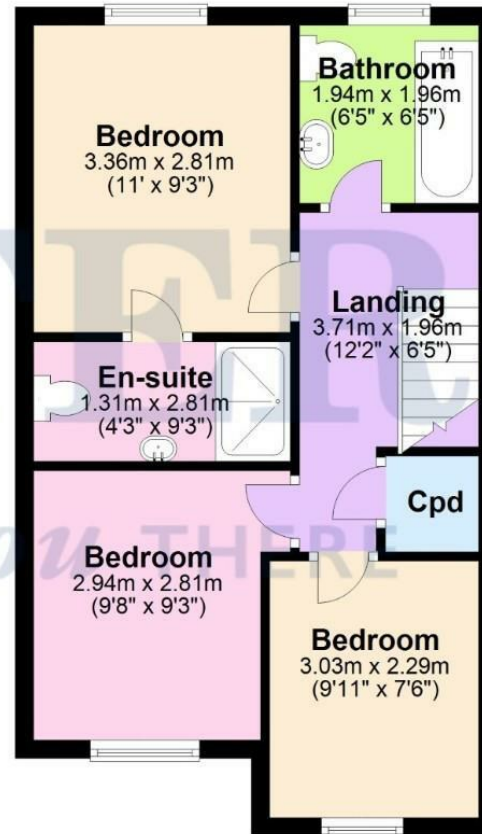 Bedroom
3.36m x 2.81m
(11' x 9'3")
Bathroom
1.94m x 1.96m
(6'5" x 6'5")
Landing
3.71m x 1.96m
(12'2" x 6'5")
En-suite
1.31m x 2.81m
(4'3" x 9'3")
Cpd
Bedroom
2.94m x 2.81m
(9'8" x 9'3")
Bedroom
3.03m x 2.29m
(9'11" x 7'6")
THERE